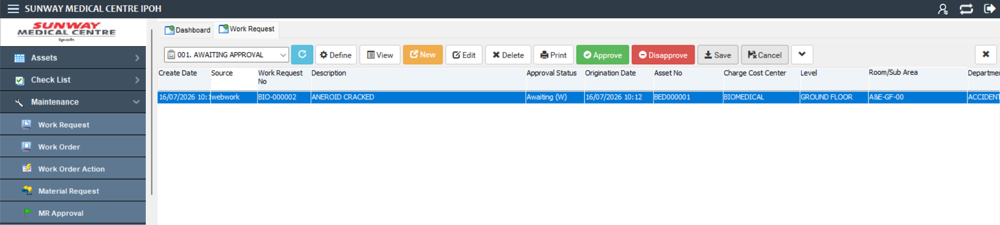 SUNWAY MEDICAL CENTRE IPOH
SUNWAY
MEDICAL CENTRE
Ipoh
Assets
Check List
Maintenance
Work Request
Work Order
Work Order Action
Material Request
MR Approval
Dashboard Work Request
001. AWAITING APPROVAL Define View New Edit Delete Print Approve Disapprove Save Cancel
Create Date Source Work Request No Description Approval Status Origination Date Asset No Charge Cost Center Level Room/Sub Area Departme
16/07/2026 10:1 webwork BIO-000002 ANEROID CRACKED Awaiting (W) 16/07/2026 10:12 BED000001 BIOMEDICAL GROUND FLOOR A&E-GF-00 ACCIDENT